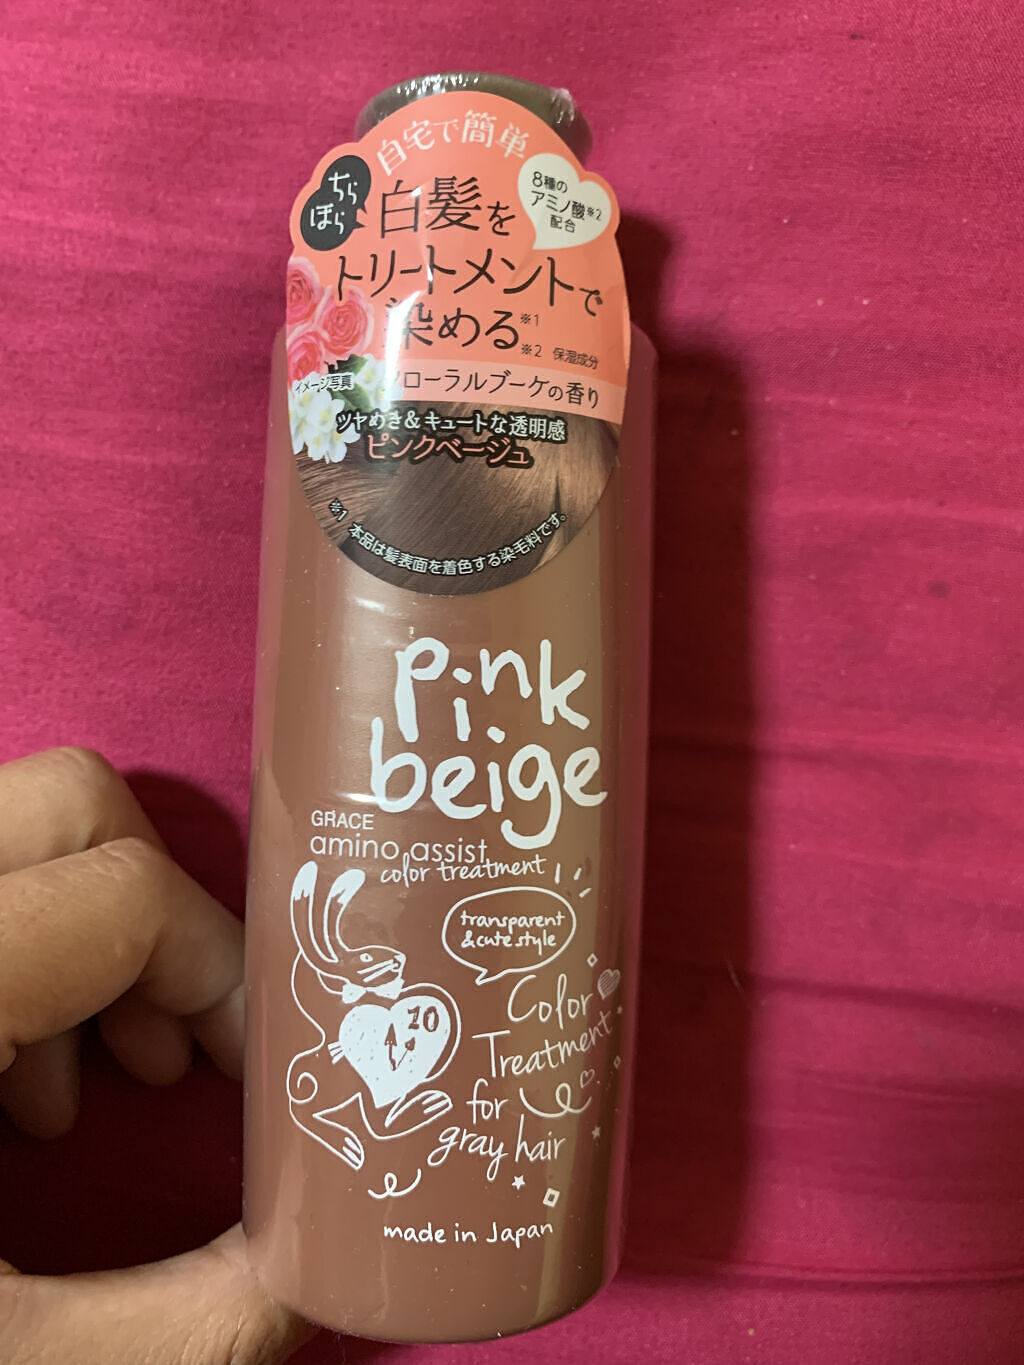 自宅で簡単
ちら
ほら
白髪を
8種の
アミノ酸※2
配合
トリートメントで
染める※1
※2 保湿成分
イメージ写真
フローラルブーケの香り
ツヤめき&キュートな透明感
ピンクベージュ
※1 本品は髪表面を着色する染毛料です。
pink
beige
GRACE
amino assist
color treatment
transparent
&cute style
10
Color
Treatment
for
gray hair
made in Japan